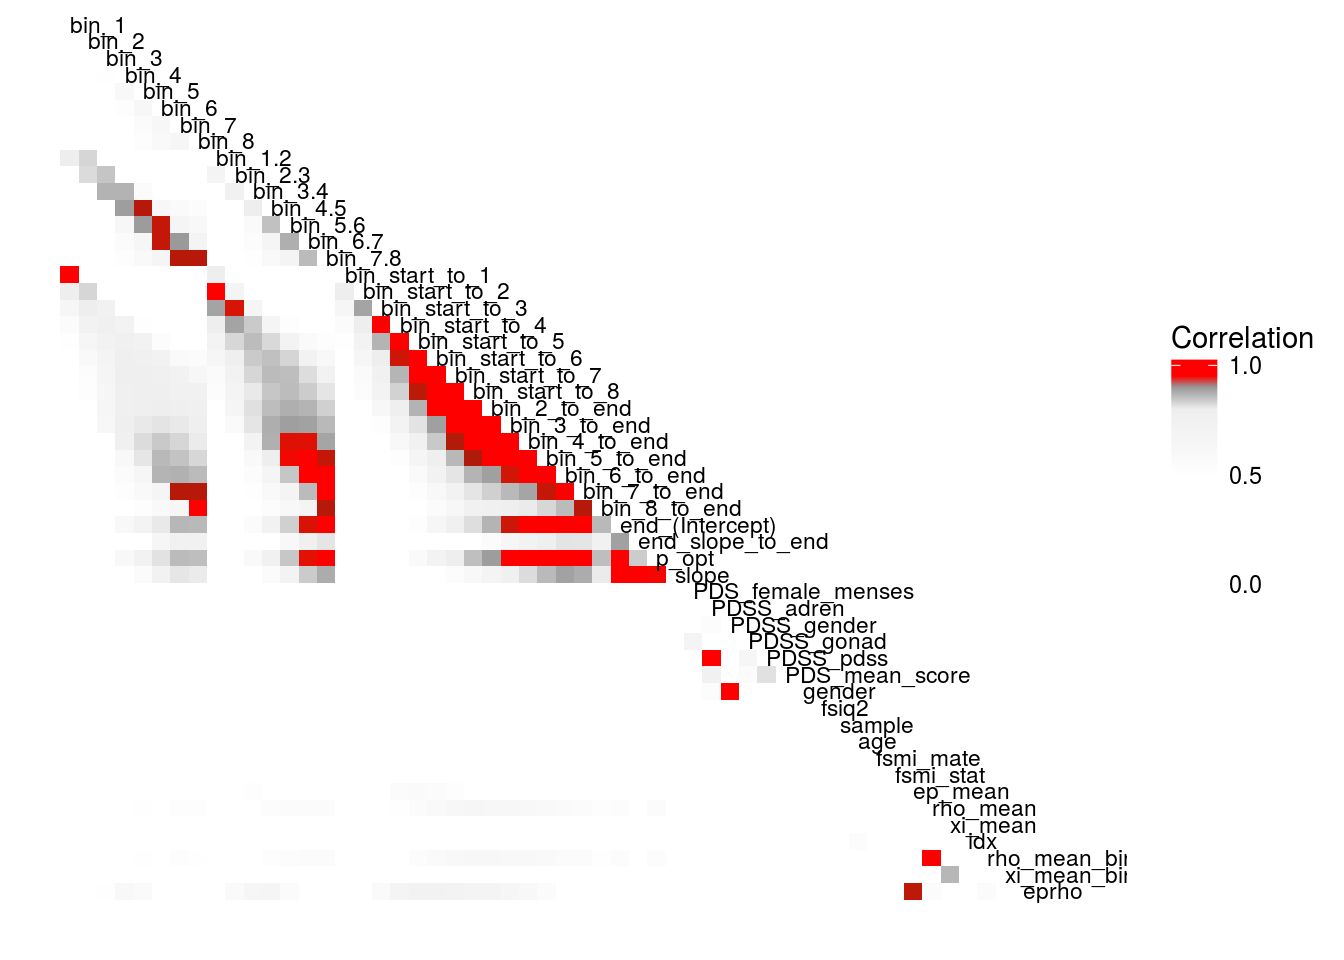 bin_1
bin_2
bin_3
bin_4
bin_5
bin_6
bin_7
bin_8
bin_1.2
bin_2.3
bin_3.4
bin_4.5
bin_5.6
bin_6.7
bin_7.8
bin_start_to_1
bin_start_to_2
bin_start_to_3
bin_start_to_4
bin_start_to_5
bin_start_to_6
bin_start_to_7
bin_start_to_8
bin_2_to_end
bin_3_to_end
bin_4_to_end
bin_5_to_end
bin_6_to_end
bin_7_to_end
bin_8_to_end
end_(Intercept)
end_slope_to_end
p_opt
slope
PDS_female_menses
PDSS_adren
PDSS_gender
PDSS_gonad
PDSS_pdss
PDS_mean_score
gender
fsiq2
sample
age
fsmi_mate
fsmi_stat
ep_mean
rho_mean
xi_mean
idx
rho_mean_bin
xi_mean_bin
eprho
Correlation
1.0
0.5
0.0